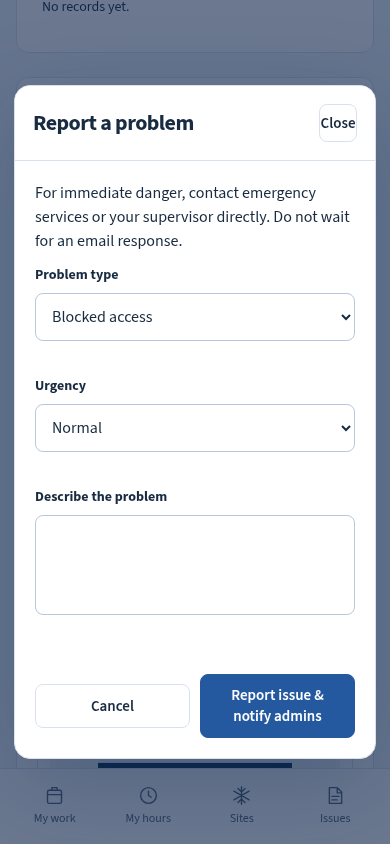 No records yet.
Report a problem
Close
For immediate danger, contact emergency
services or your supervisor directly. Do not wait
for an email response.
Problem type
Blocked access
Urgency
Normal
Describe the problem
Cancel
Report issue &
notify admins
My work
My hours
Sites
Issues